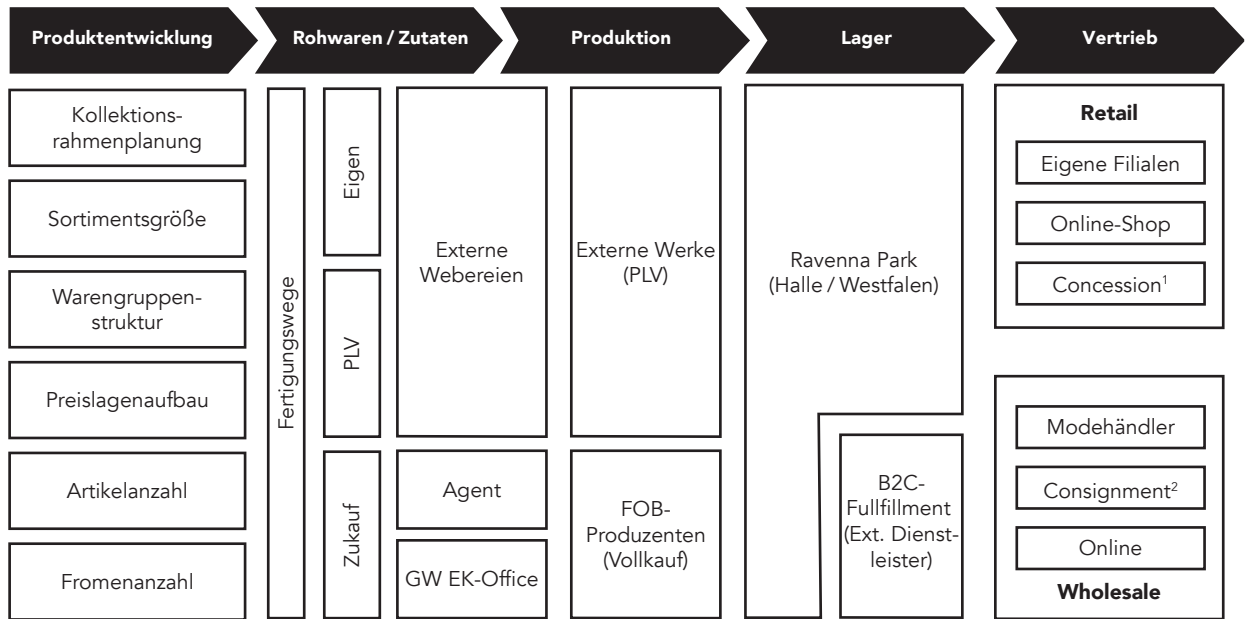 Produktentwicklung
Rohwaren / Zutaten
Produktion
Lager
Vertrieb
Kollektions-
rahmenplanung
Sortimentsgröße
Warengruppen-
struktur
Preislagenaufbau
Artikelanzahl
Fromenanzahl
Fertigungswege
Eigen
PLV
Zukauf
Externe
Webereien
Agent
GW EK-Office
Externe Werke
(PLV)
FOB-
Produzenten
(Vollkauf)
Ravenna Park
(Halle / Westfalen)
B2C-
Fullfillment
(Ext. Dienst-
leister)
Retail
Eigene Filialen
Online-Shop
Concession¹
Modehändler
Consignment²
Online
Wholesale